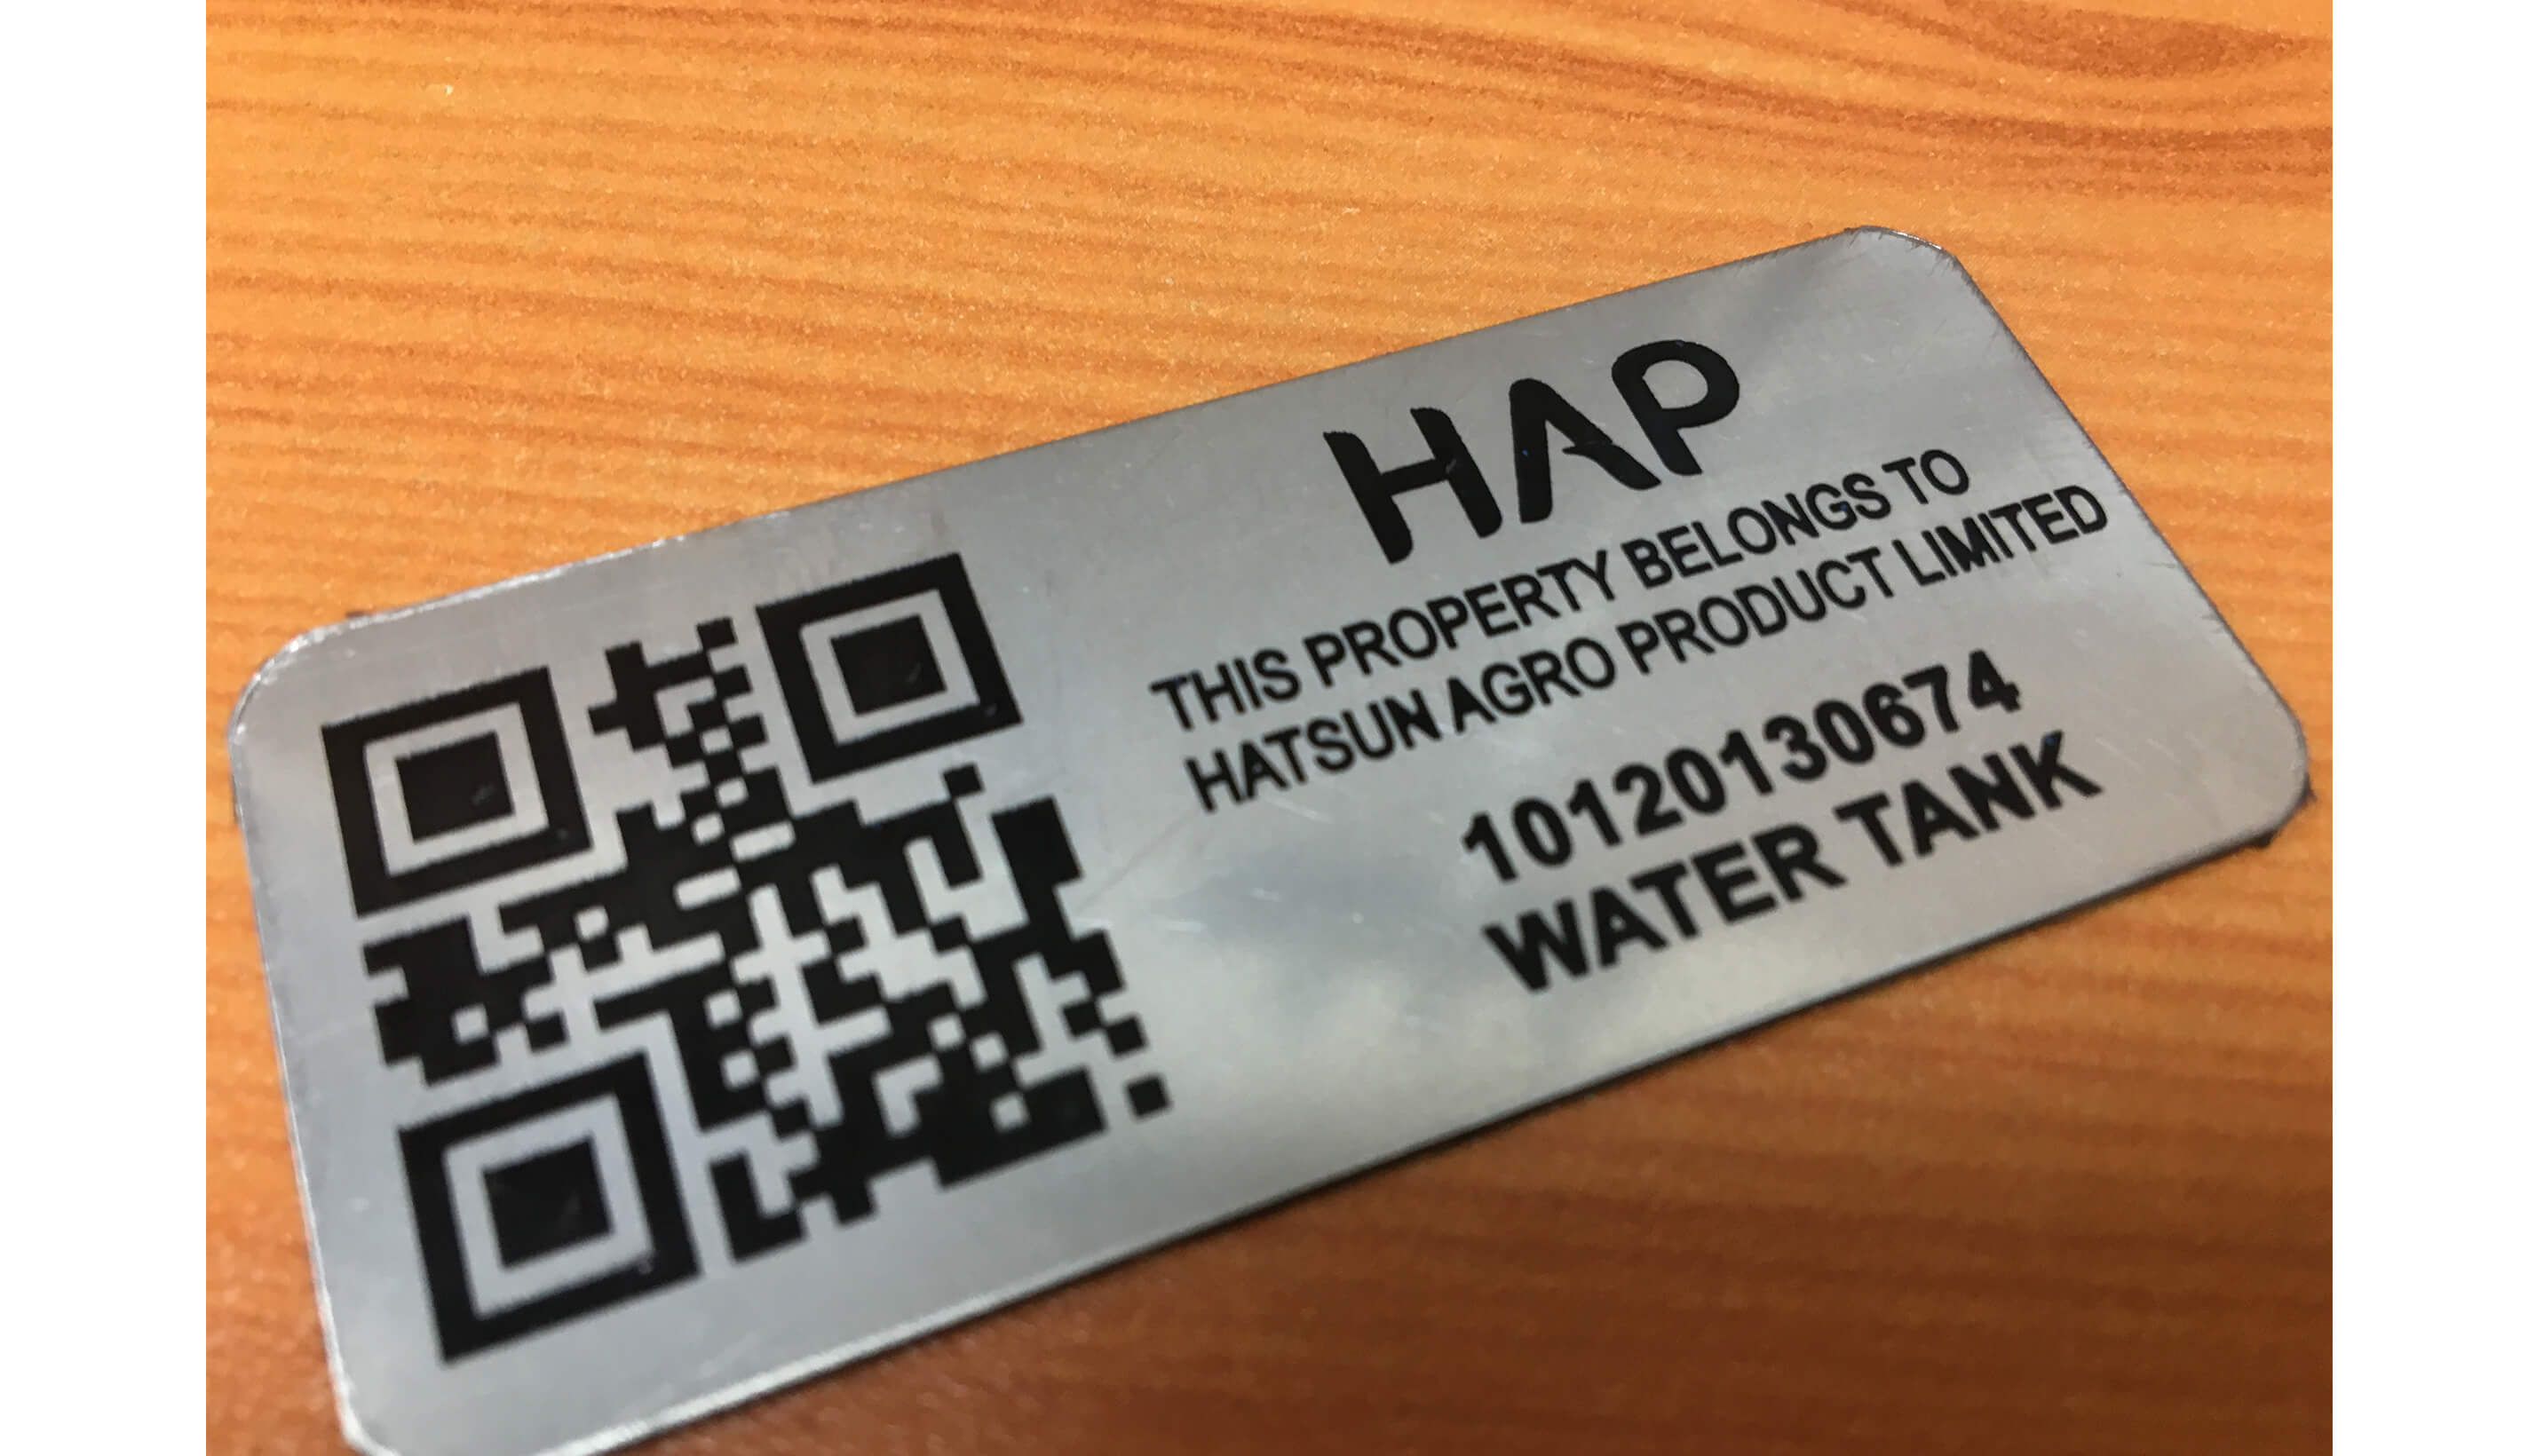 HAP
THIS PROPERTY BELONGS TO
HATSUN AGRO PRODUCT LIMITED
10120130674
WATER TANK